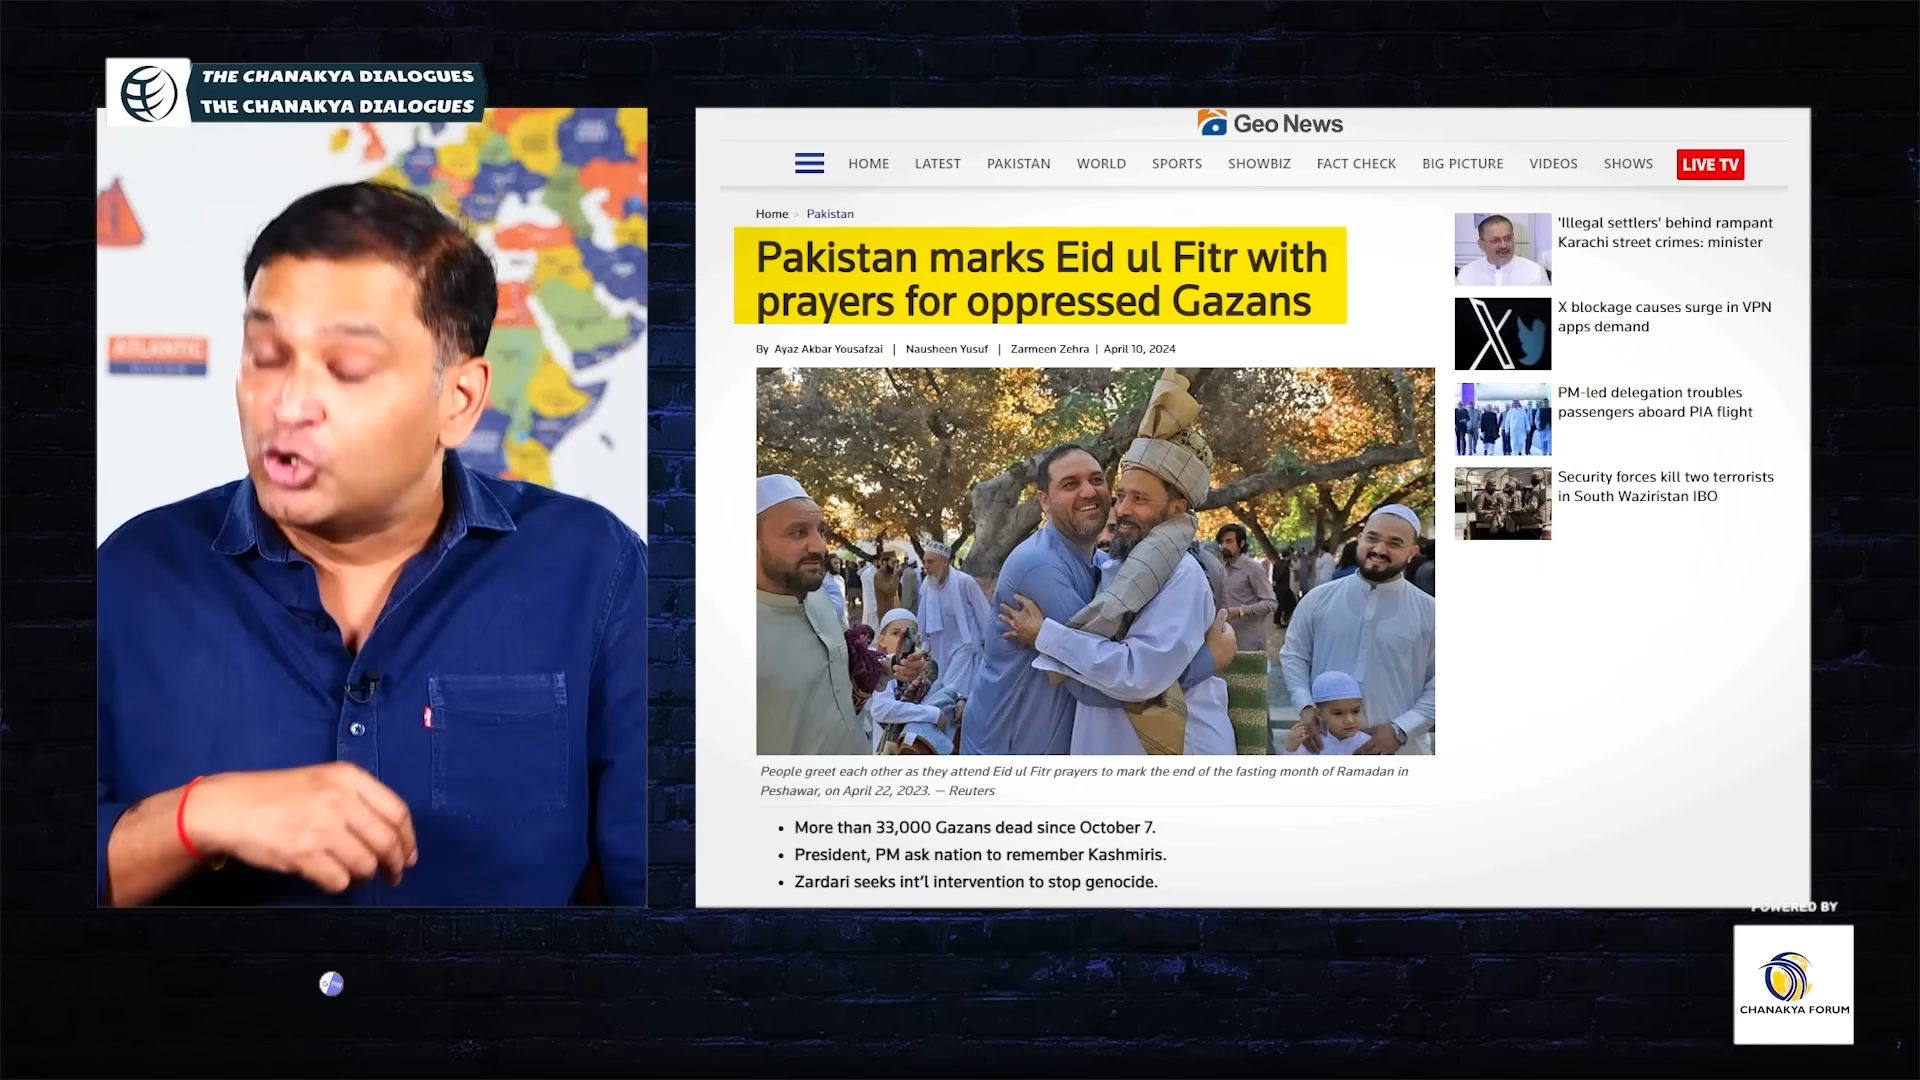 THE CHANAKYA DIALOGUES
THE CHANAKYA DIALOGUES
ATLANTIC
Geo News
HOME LATEST PAKISTAN WORLD SPORTS SHOWBIZ FACT CHECK BIG PICTURE VIDEOS SHOWS LIVE TV
Home > Pakistan
Pakistan marks Eid ul Fitr with
prayers for oppressed Gazans
By Ayaz Akbar Yousafzai | Nausheen Yusuf | Zarmeen Zehra | April 10, 2024
People greet each other as they attend Eid ul Fitr prayers to mark the end of the fasting month of Ramadan in
Peshawar, on April 22, 2023. — Reuters
• More than 33,000 Gazans dead since October 7.
• President, PM ask nation to remember Kashmiris.
• Zardari seeks int'l intervention to stop genocide.
'Illegal settlers' behind rampant
Karachi street crimes: minister
X blockage causes surge in VPN
apps demand
PM-led delegation troubles
passengers aboard PIA flight
Security forces kill two terrorists
in South Waziristan IBO
POWERED BY
CHANAKYA FORUM
G Pay